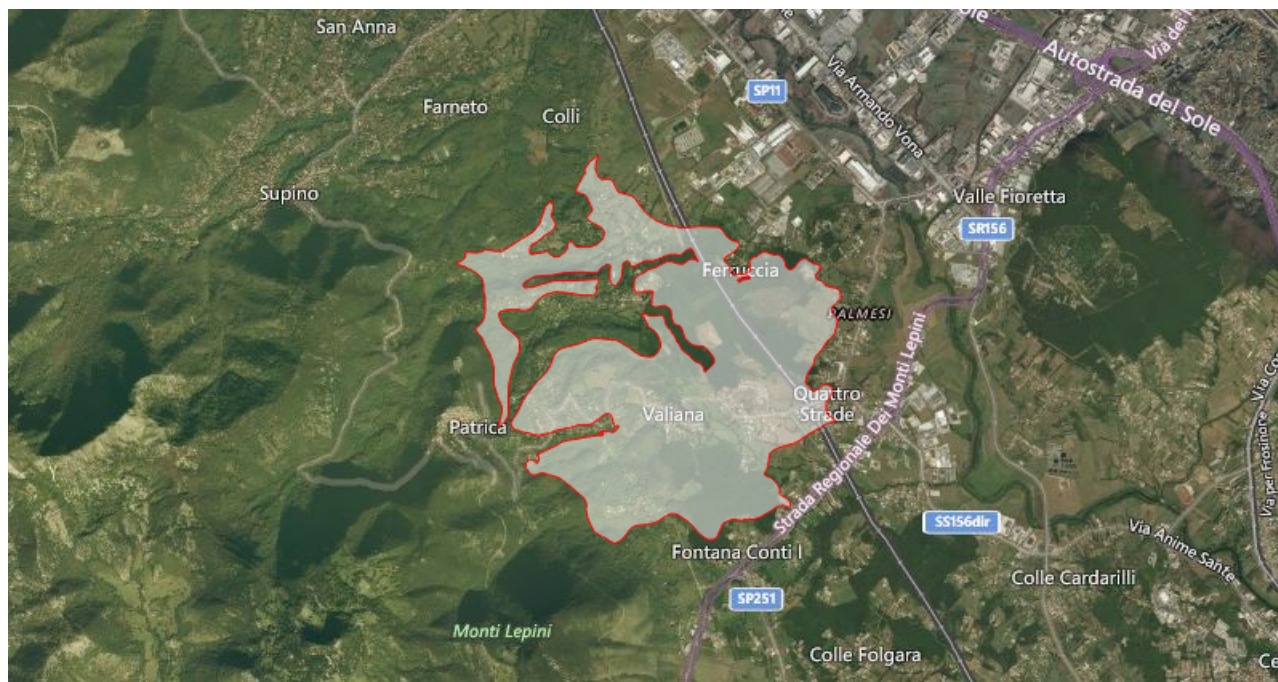 San Anna
Autostrada del Sole
Via dei
SP11
Via Armando Vona
Farneto
Colli
Supino
Valle Fioretta
SR156
Ferruccia
PALMESI
Strada Regionale Dei Monti Lepini
Quattro
Strade
Valiana
Patrica
Via per Frosinone
SS156dir
Via Anime Sante
Fontana Conti I
Colle Cardarilli
SP251
Monti Lepini
Colle Folgara